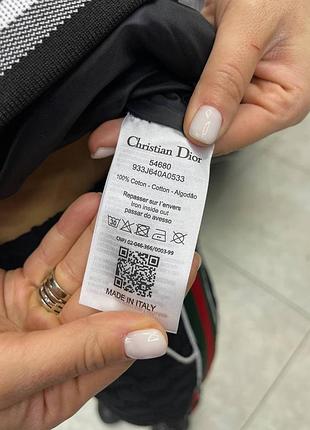 Christian Dior
54680
933J640A0533
100% Coton - Cotton - Algodão
Repasser sur l'envers
Iron inside out
passar do avesso
CNPJ 02-046-366/0003-99
MADE IN ITALY